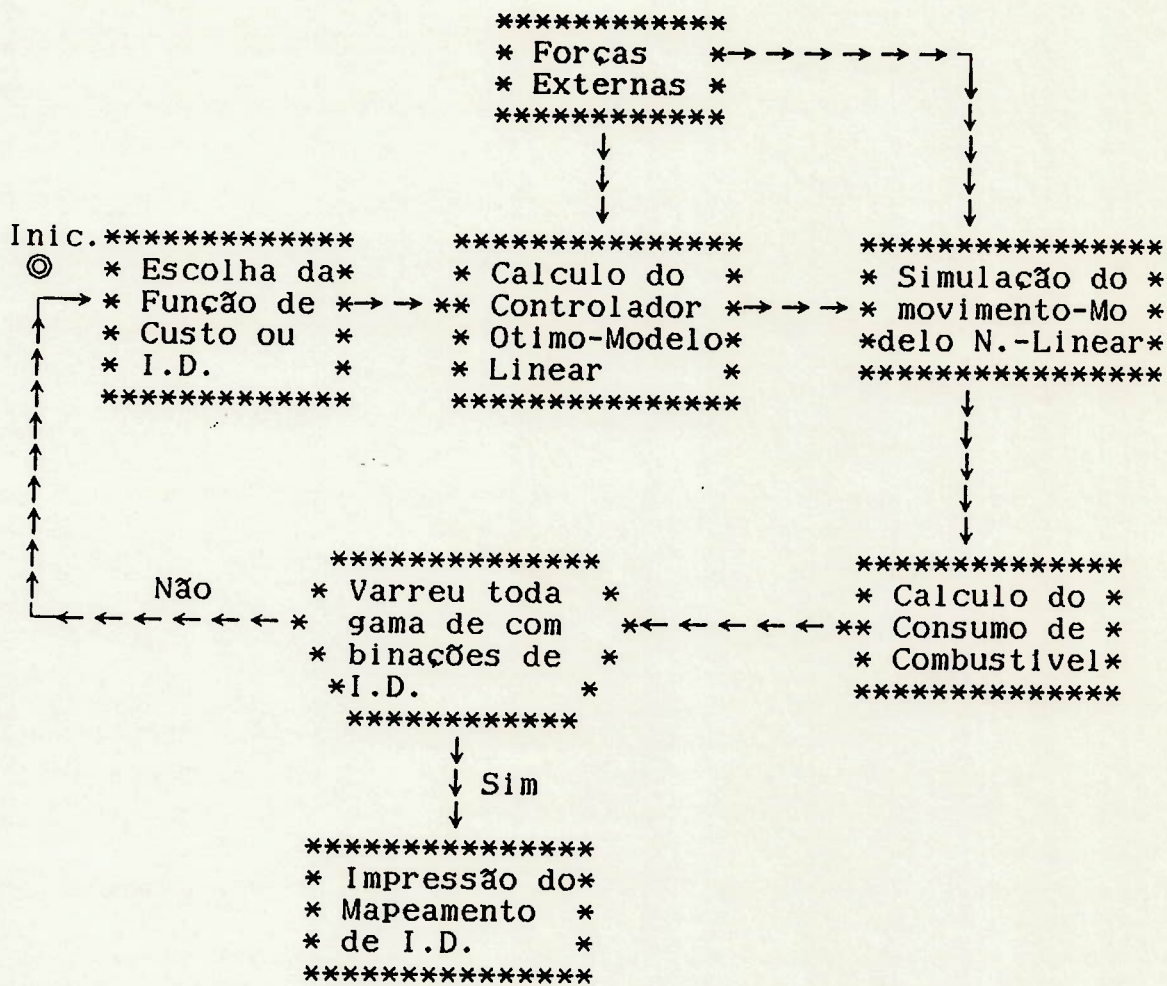 Forças
Externas
Inic.
Escolha da
Função de
Custo ou
I.D.
Calculo do
Controlador
Otimo-Modelo
Linear
Simulação do
movimento-Mo
delo N.-Linear
Calculo do
Consumo de
Combustivel
Varreu toda
gama de com
binações de
I.D.
Não
Sim
Impressão do
Mapeamento
de I.D.